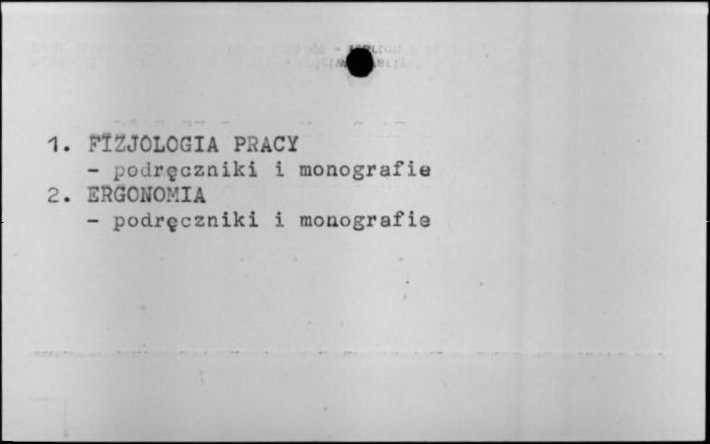 1. FIZJOLOGIA PRACY
- podręczniki i monografie
2. ERGONOMIA
- podręczniki i monografie